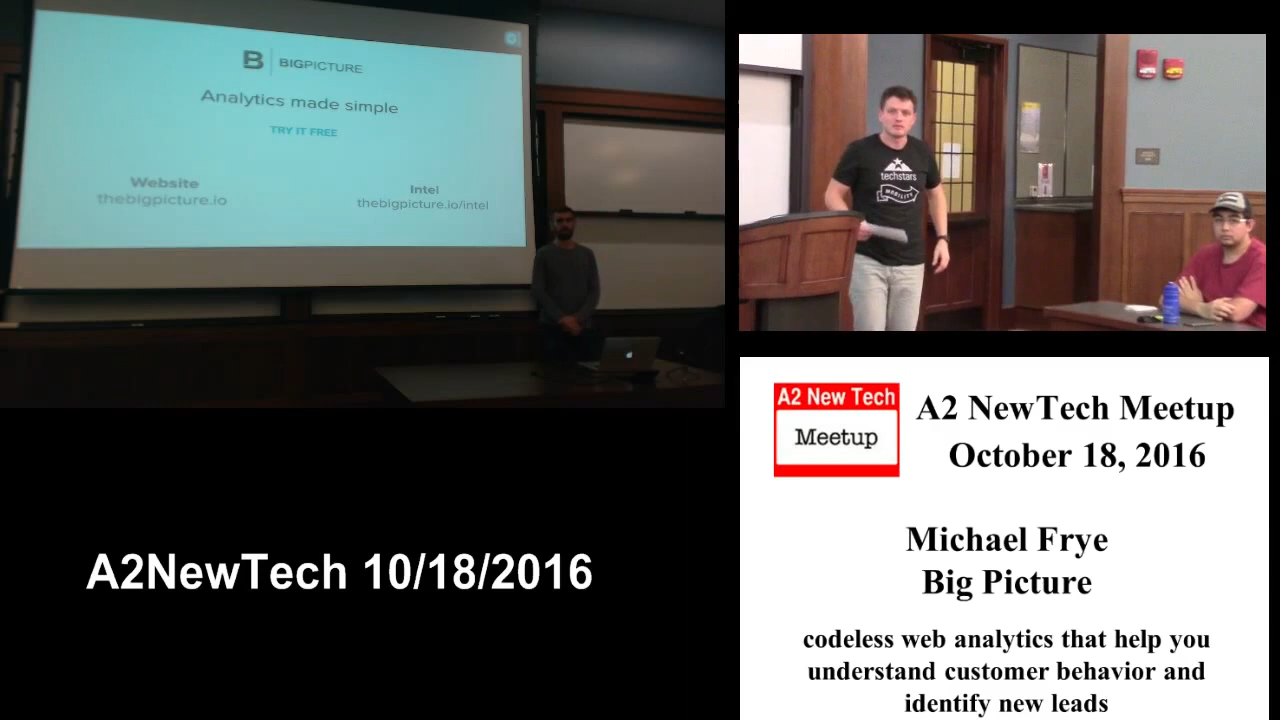 B BIGPICTURE
Analytics made simple
TRY IT FREE
Website
thebigpicture.io
Intel
thebigpicture.io/intel
techstars
MOBILITY
A2 New Tech
Meetup
A2 NewTech Meetup
October 18, 2016
Michael Frye
Big Picture
codeless web analytics that help you
understand customer behavior and
identify new leads
A2NewTech 10/18/2016